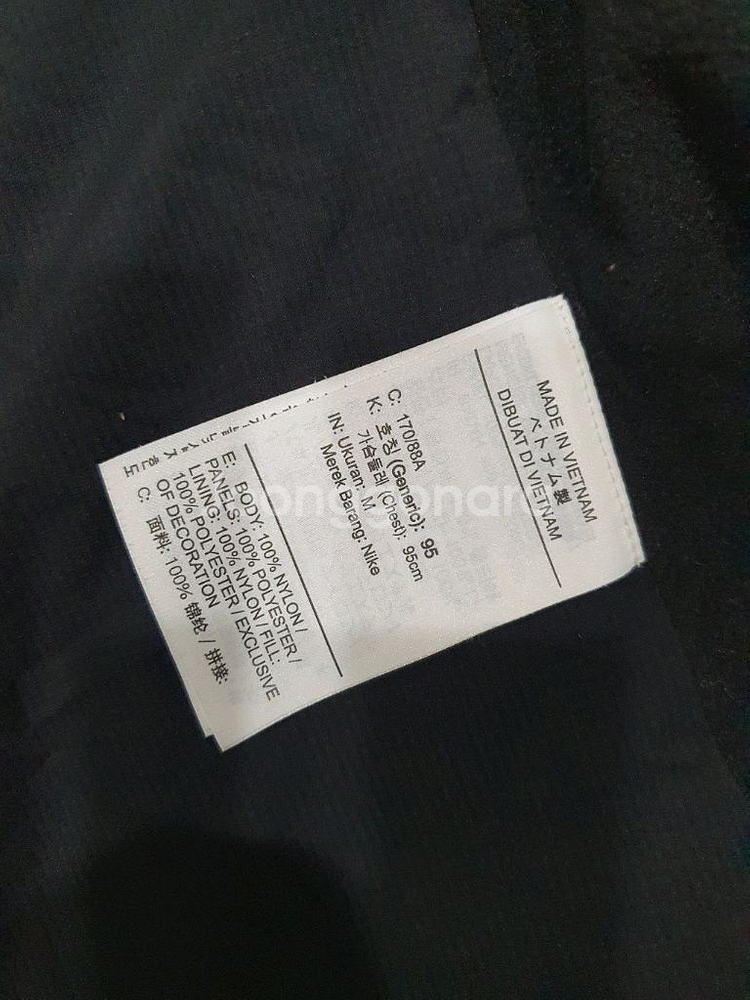 MADE IN VIETNAM
ベトナム製
DIBUAT DI VIETNAM
C: 170/88A
K: 호칭 (Generic): 95
가슴둘레 (Chest): 95cm
IN: Ukuran: M
Merek Barang: Nike
E: BODY: 100% NYLON /
PANELS: 100% POLYESTER /
LINING: 100% NYLON / FILL:
100% POLYESTER / EXCLUSIVE
OF DECORATION
C: 面料: 100% 锦纶 / 拼接: